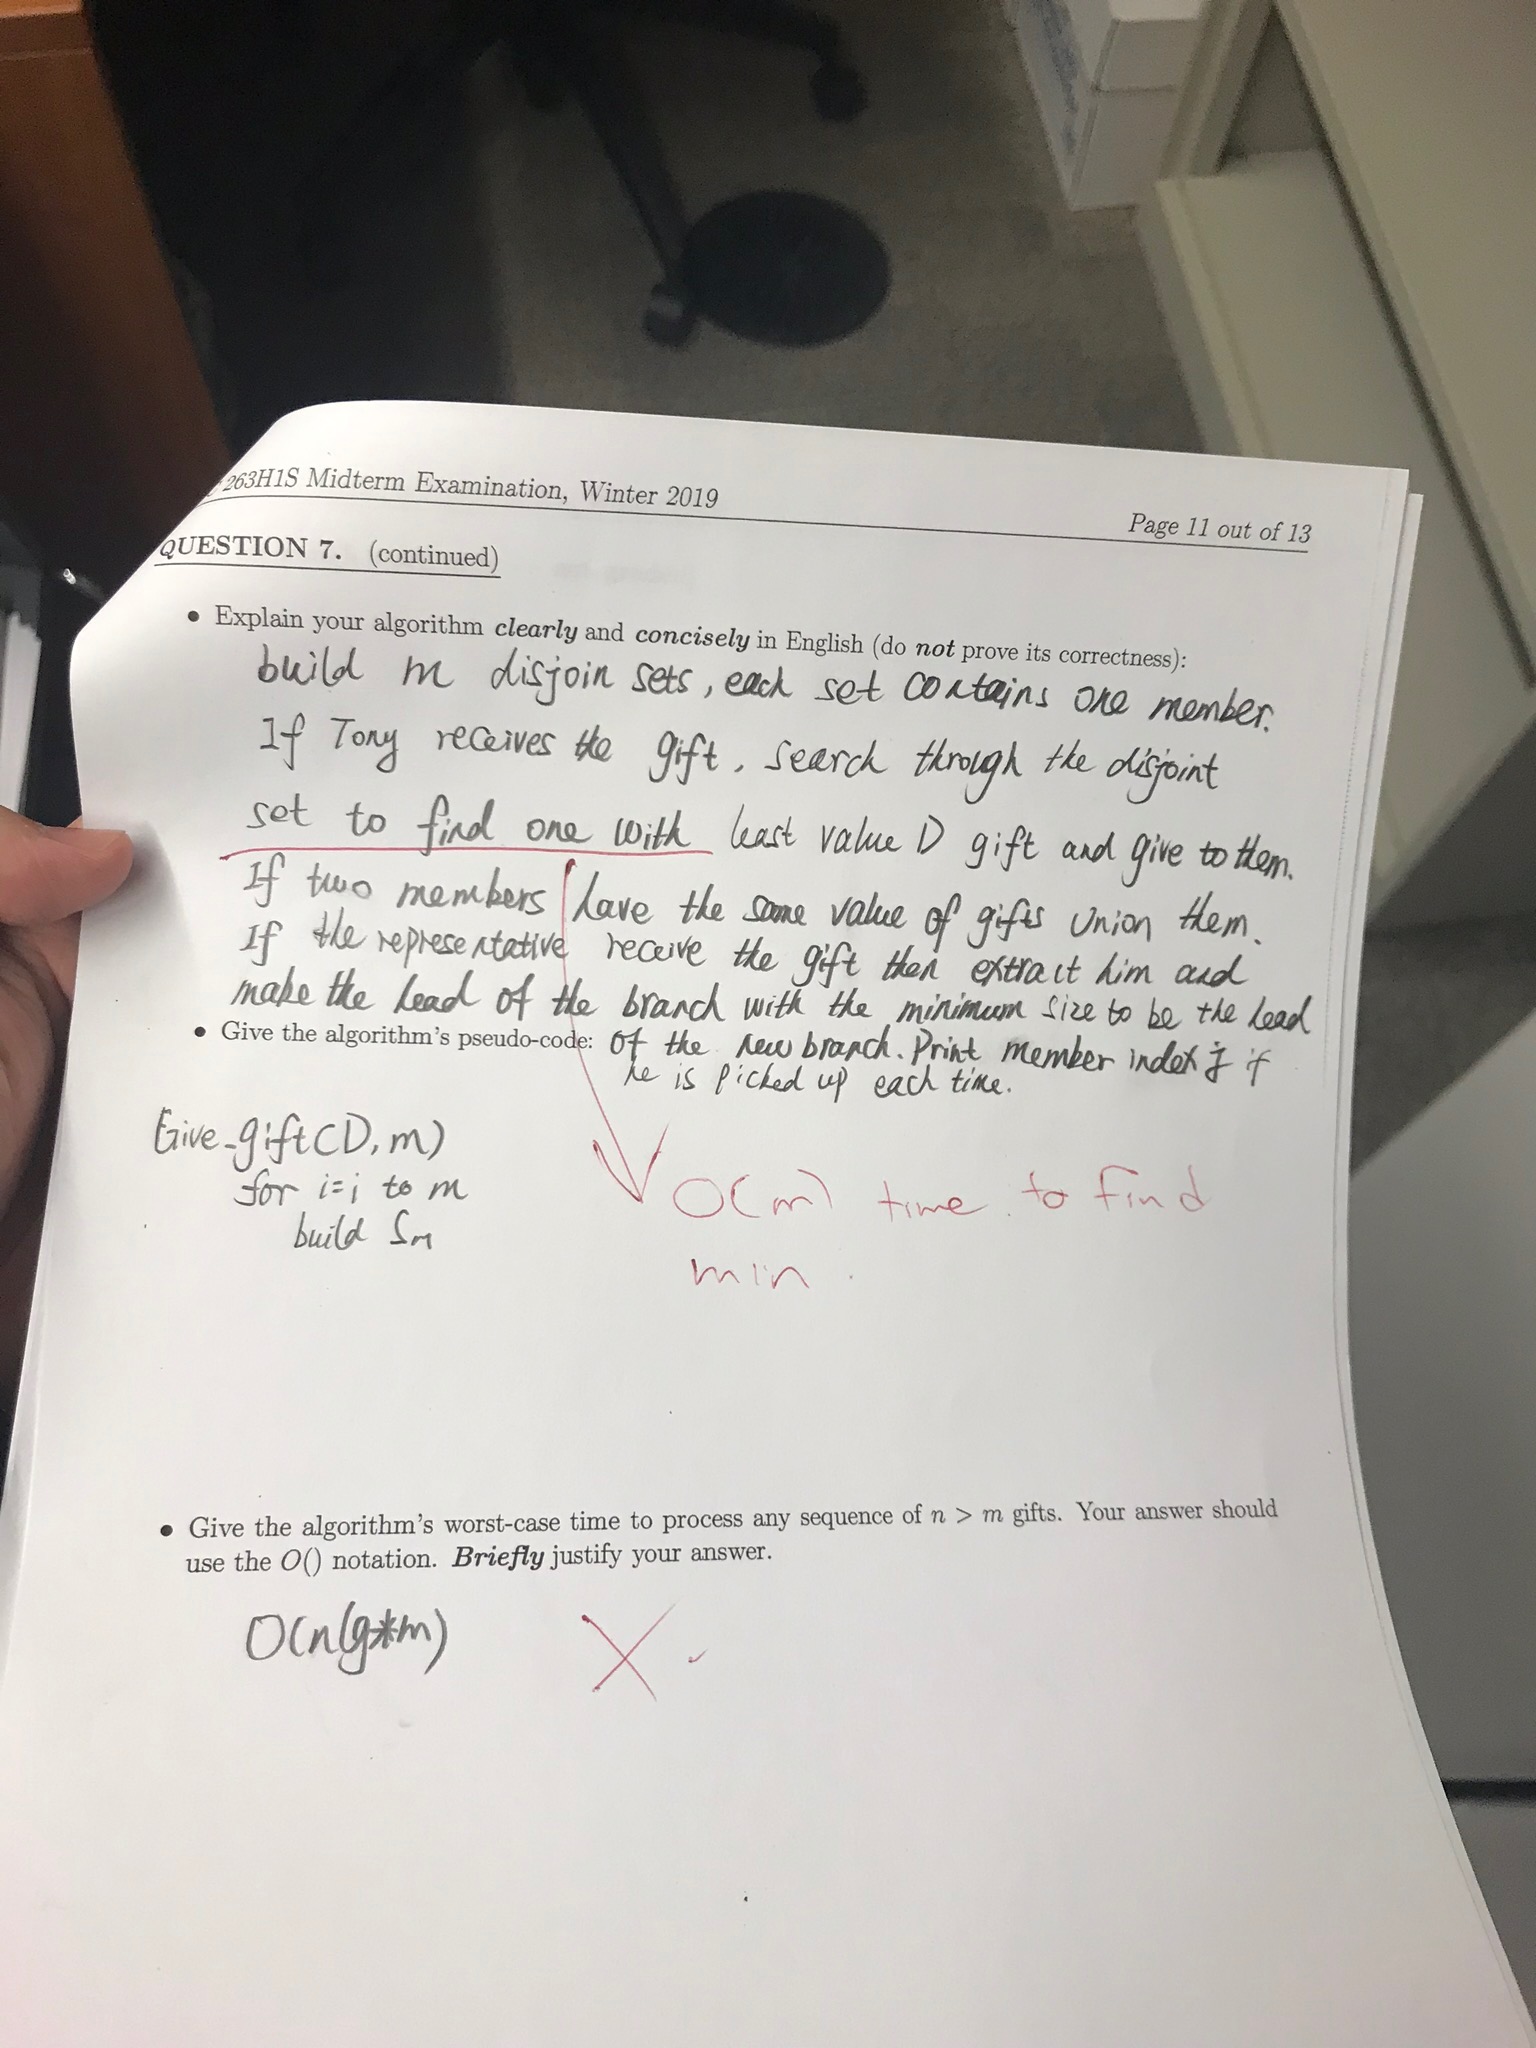 263H1S Midterm Examination, Winter 2019
Page 11 out of 13
QUESTION 7. (continued)
• Explain your algorithm clearly and concisely in English (do not prove its correctness):
build m disjoin sets, each set contains one member.
If Tony receives the gift, search through the disjoint
set to find one with least value D gift and give to them.
If two members have the same value of gifts union them.
If the representative receive the gift then extract him and
make the head of the branch with the minimum size to be the head
• Give the algorithm's pseudo-code: of the new branch. Print member index j if
he is picked up each time.
Give-gift(D, m)
for i=i to m
build Sm
O(m) time to find
min.
• Give the algorithm's worst-case time to process any sequence of n > m gifts. Your answer should
use the O() notation. Briefly justify your answer.
O(nlg*m)